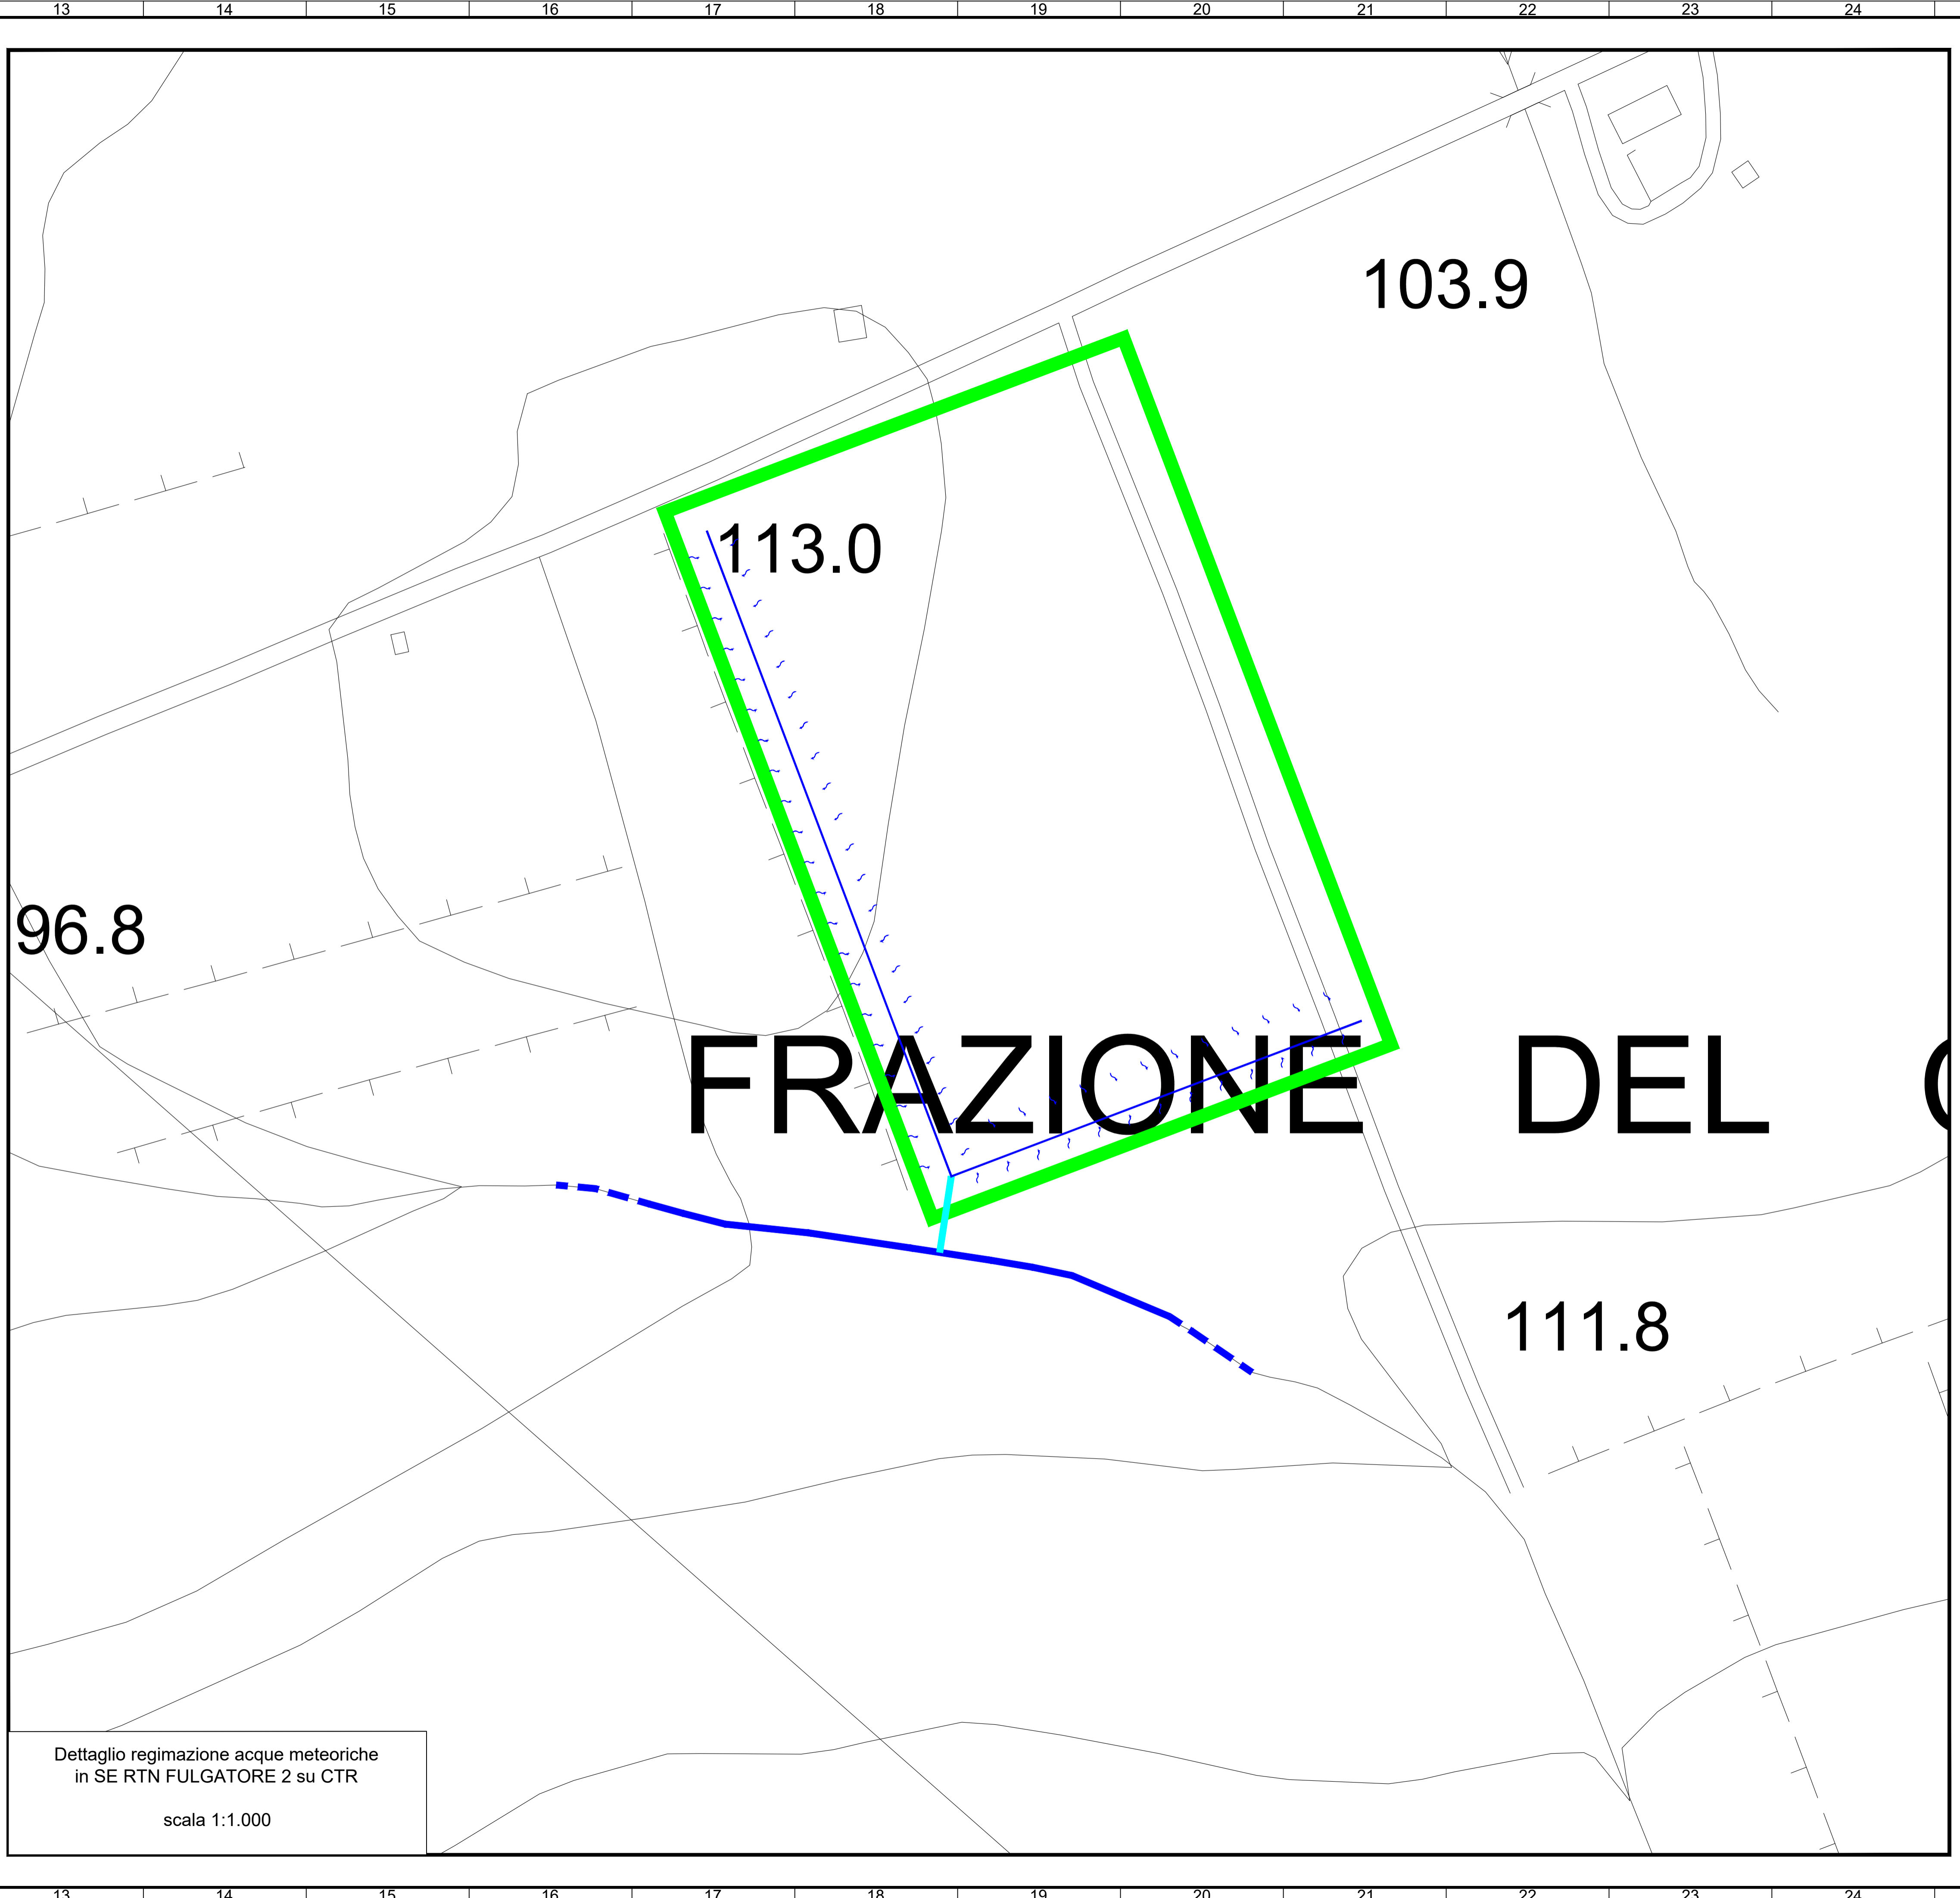 13 14 15 16 17 18 19 20 21 22 23 24
103.9
113.0
96.8
FRAZIONE DEL
111.8
Dettaglio regimazione acque meteoriche
in SE RTN FULGATORE 2 su CTR
scala 1:1.000
13 14 15 16 17 18 19 20 21 22 23 24